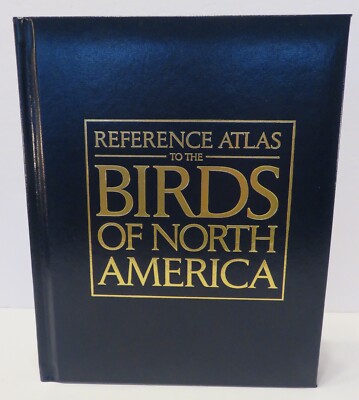 REFERENCE ATLAS
TO THE
BIRDS
OF NORTH
AMERICA